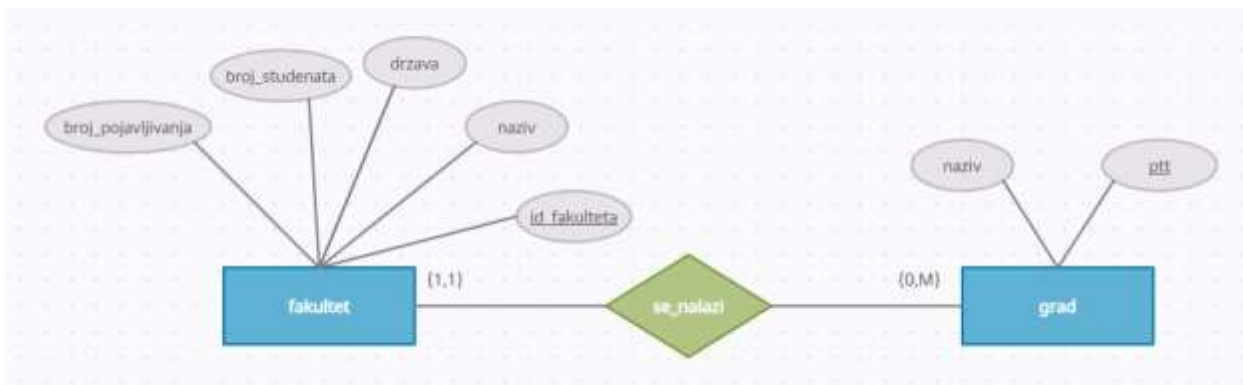 drzava
broj_studenata
broj_pojavljivanja
naziv
id_fakulteta
naziv
ptt
(1,1)
(0,M)
fakultet
se_nalazi
grad